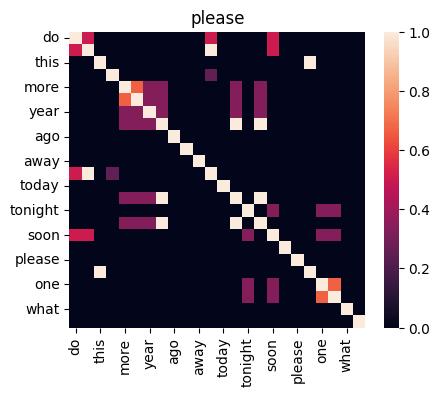 please
do
this
more
year
ago
away
today
tonight
soon
please
one
what
1.0
0.8
0.6
0.4
0.2
0.0
do
this
more
year
ago
away
today
tonight
soon
please
one
what